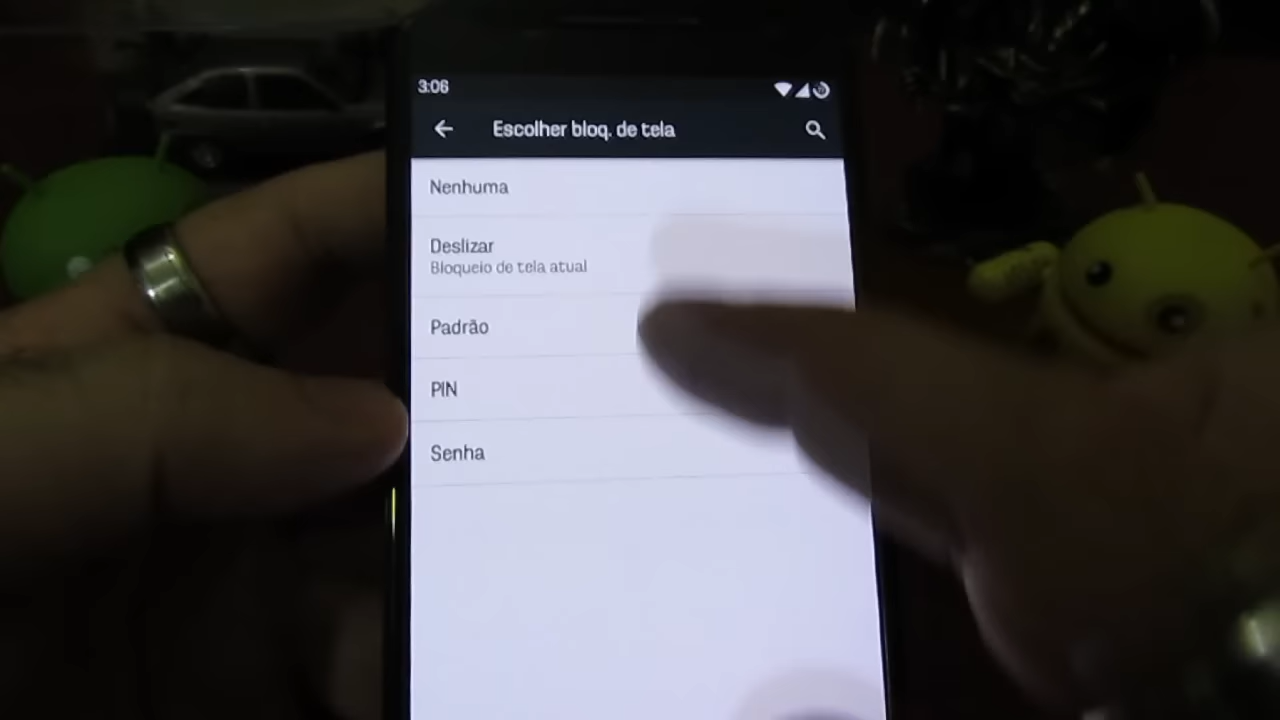 3:06
Escolher bloq. de tela
Nenhuma
Deslizar
Bloqueio de tela atual
Padrão
PIN
Senha